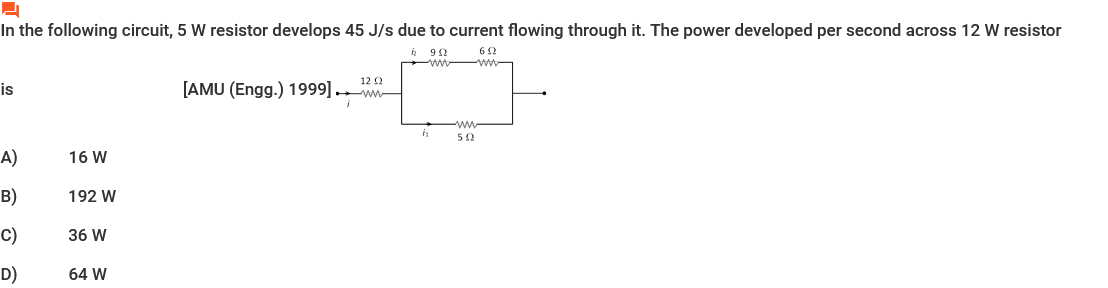 In the following circuit, 5 W resistor develops 45 J/s due to current flowing through it. The power developed per second across 12 W resistor
i₂ 9 Ω 6 Ω
12 Ω
is [AMU (Engg.) 1999]
i
i₁ 5 Ω
A) 16 W
B) 192 W
C) 36 W
D) 64 W